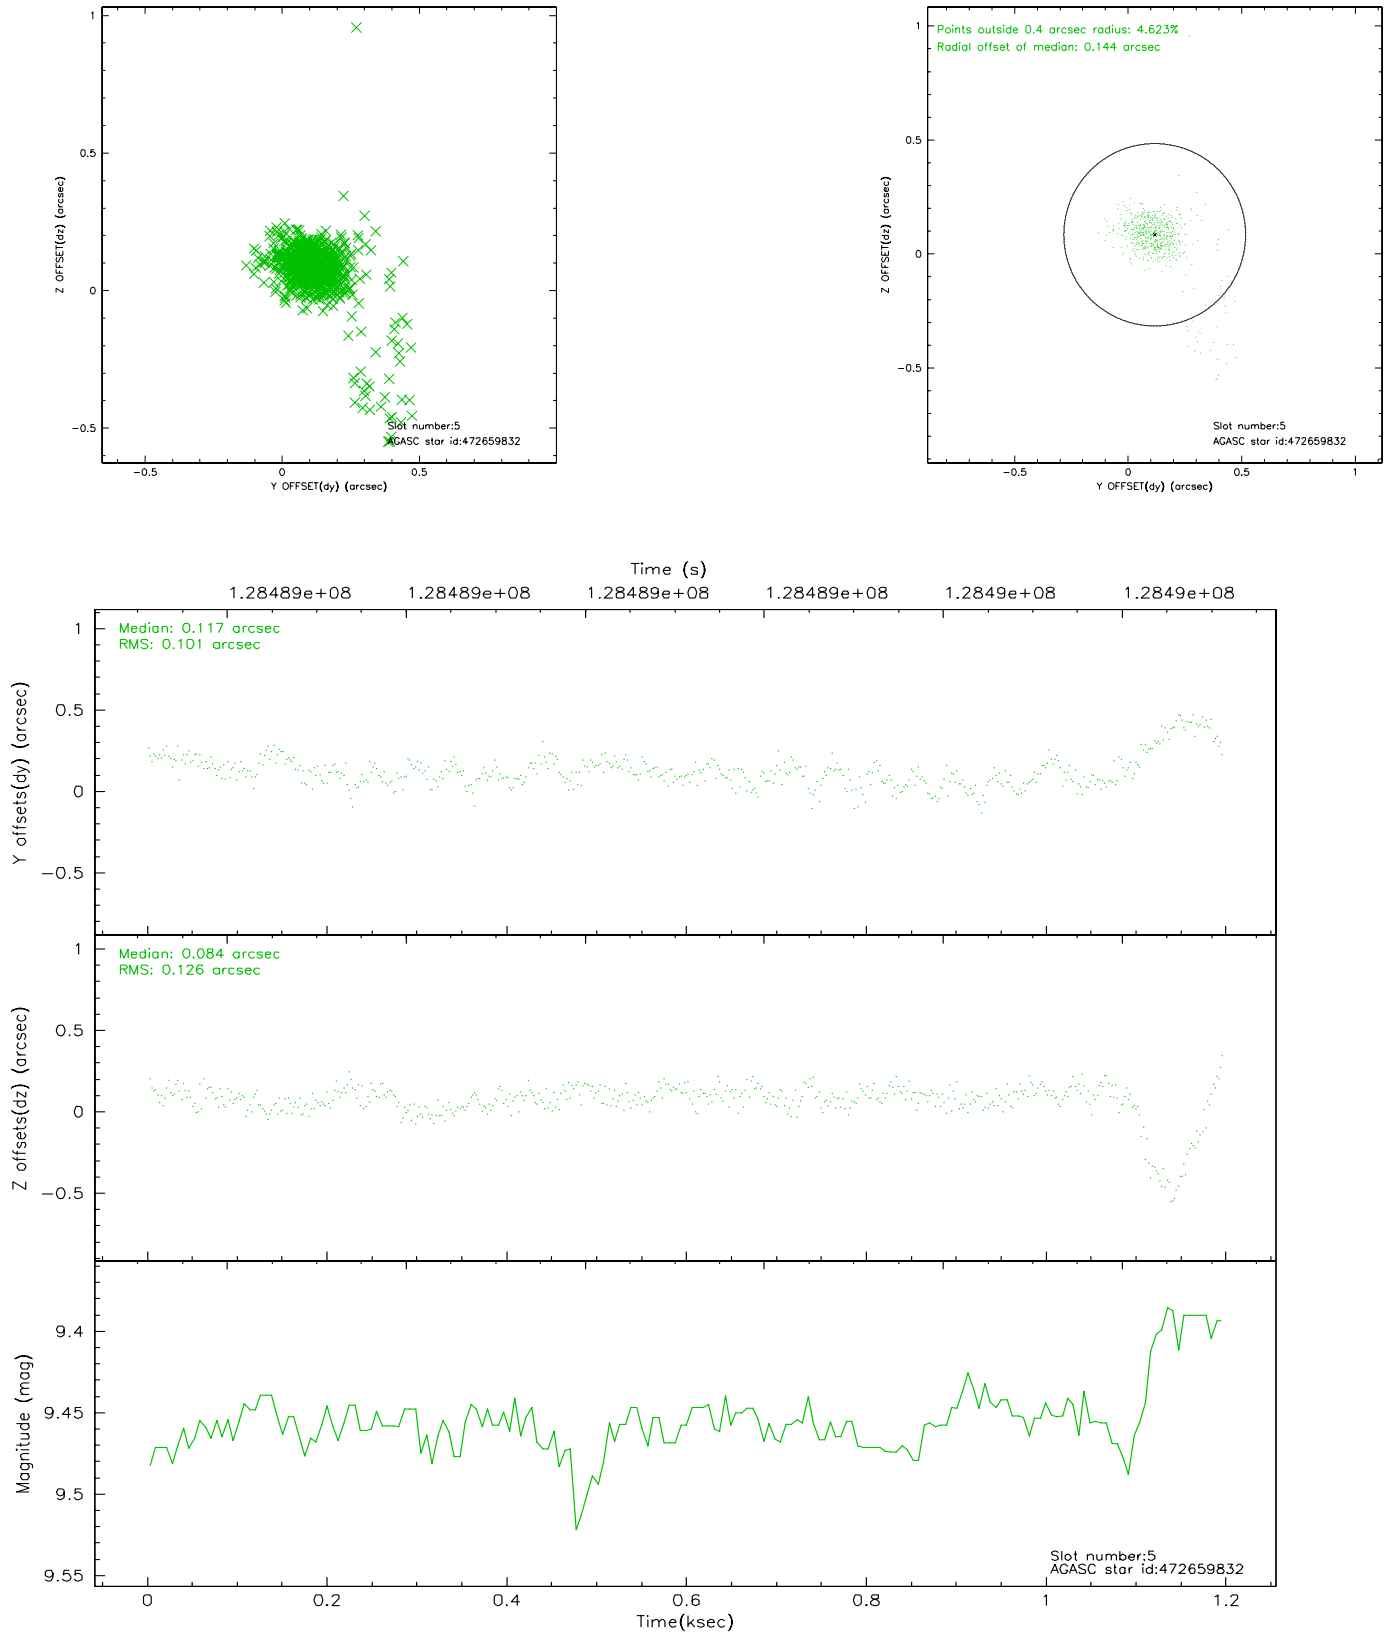 1
0.5
0
−0.5
Z OFFSET(dz) (arcsec)
Slot number:5
AGASC star id:472659832
−0.5
0
0.5
Y OFFSET(dy) (arcsec)
Points outside 0.4 arcsec radius: 4.623%
Radial offset of median: 0.144 arcsec
1
0.5
0
−0.5
Z OFFSET(dz) (arcsec)
Slot number:5
AGASC star id:472659832
−0.5
0
0.5
1
Y OFFSET(dy) (arcsec)
Time (s)
1.28489e+08 1.28489e+08 1.28489e+08 1.28489e+08 1.2849e+08 1.2849e+08
Median: 0.117 arcsec
RMS: 0.101 arcsec
1
0.5
0
−0.5
Y offsets(dy) (arcsec)
Median: 0.084 arcsec
RMS: 0.126 arcsec
1
0.5
0
−0.5
Z offsets(dz) (arcsec)
9.4
9.45
9.5
9.55
Magnitude (mag)
Slot number:5
AGASC star id:472659832
0 0.2 0.4 0.6 0.8 1 1.2
Time(ksec)